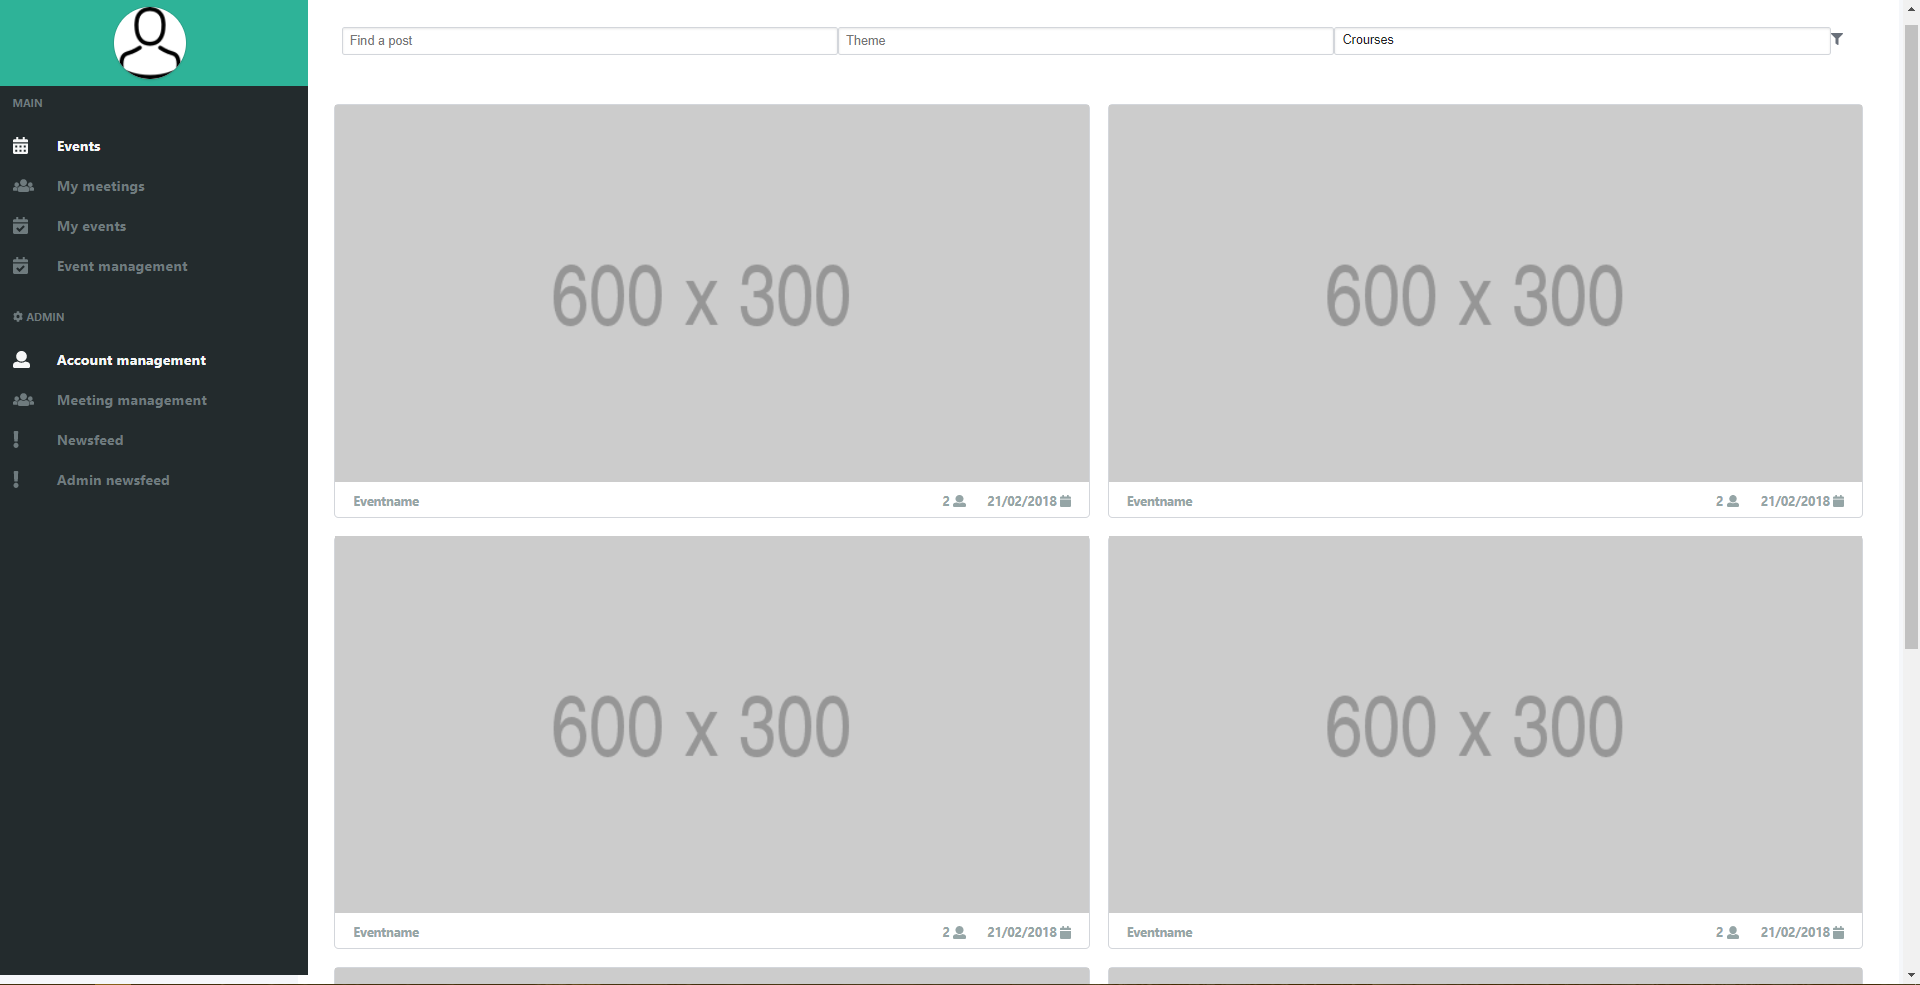 MAIN
Events
My meetings
My events
Event management
ADMIN
Account management
Meeting management
Newsfeed
Admin newsfeed
Find a post
Theme
Crourses
600 x 300
600 x 300
Eventname 2 21/02/2018
Eventname 2 21/02/2018
600 x 300
600 x 300
Eventname 2 21/02/2018
Eventname 2 21/02/2018